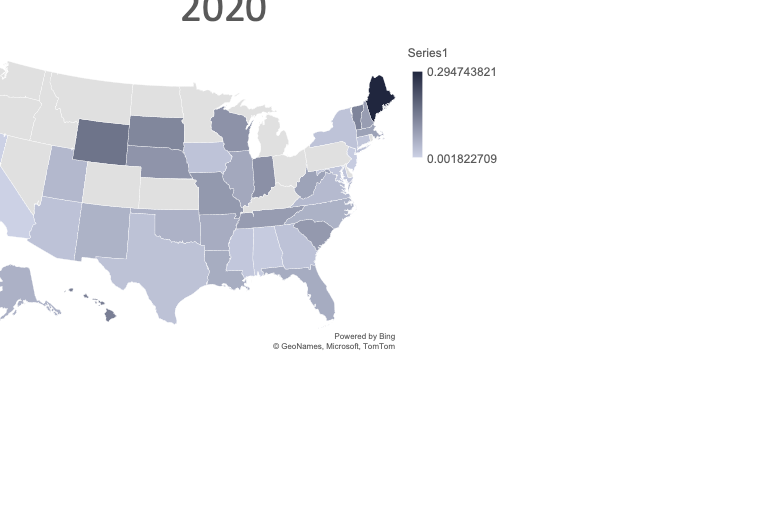 2020
Series1
0.294743821
0.001822709
Powered by Bing
© GeoNames, Microsoft, TomTom